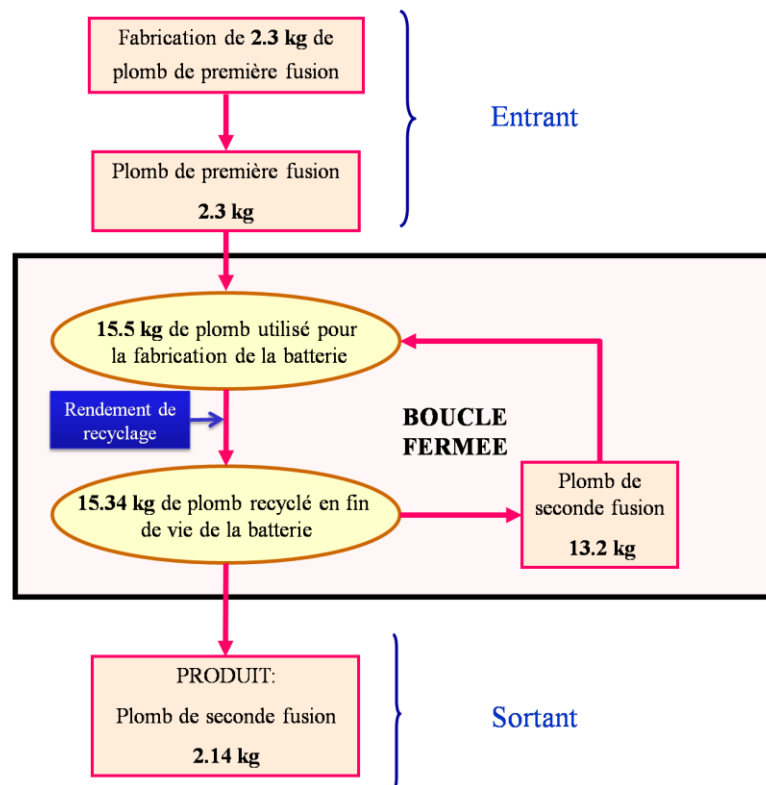 Fabrication de 2.3 kg de
plomb de première fusion
Entrant
Plomb de première fusion
2.3 kg
15.5 kg de plomb utilisé pour
la fabrication de la batterie
Rendement de
recyclage
BOUCLE
FERMEE
Plomb de
seconde fusion
13.2 kg
15.34 kg de plomb recyclé en fin
de vie de la batterie
PRODUIT:
Plomb de seconde fusion
2.14 kg
Sortant